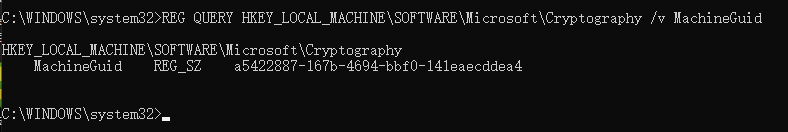 C:\WINDOWS\system32>REG QUERY HKEY_LOCAL_MACHINE\SOFTWARE\Microsoft\Cryptography /v MachineGuid
HKEY_LOCAL_MACHINE\SOFTWARE\Microsoft\Cryptography
    MachineGuid    REG_SZ    a5422887-167b-4694-bbf0-141eaecddea4
C:\WINDOWS\system32>